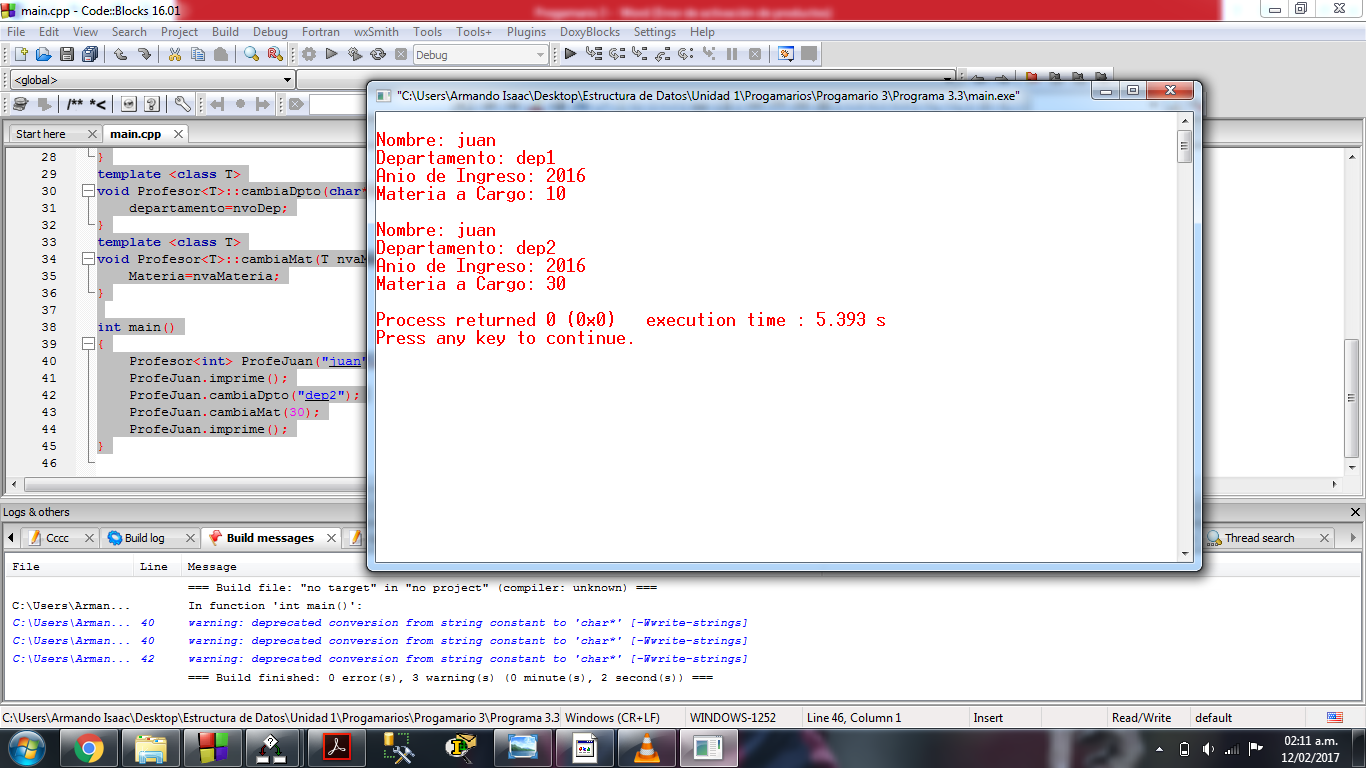 main.cpp - Code::Blocks 16.01
File Edit View Search Project Build Debug Fortran wxSmith Tools Tools+ Plugins DoxyBlocks Settings Help
Debug
<global>
/** *<
"C:\Users\Armando Isaac\Desktop\Estructura de Datos\Unidad 1\Progamarios\Progamario 3\Programa 3.3\main.exe"
Start here main.cpp
28 }
29 template <class T>
30 void Profesor<T>::cambiaDpto(char*
31 departamento=nvoDep;
32 }
33 template <class T>
34 void Profesor<T>::cambiaMat(T nvaM
35 Materia=nvaMateria;
36 }
37
38 int main()
39 {
40 Profesor<int> ProfeJuan("juan"
41 ProfeJuan.imprime();
42 ProfeJuan.cambiaDpto("dep2");
43 ProfeJuan.cambiaMat(30);
44 ProfeJuan.imprime();
45 }
46
Nombre: juan
Departamento: dep1
Anio de Ingreso: 2016
Materia a Cargo: 10
Nombre: juan
Departamento: dep2
Anio de Ingreso: 2016
Materia a Cargo: 30
Process returned 0 (0x0) execution time : 5.393 s
Press any key to continue.
Logs & others
Cccc Build log Build messages Thread search
File Line Message
=== Build file: "no target" in "no project" (compiler: unknown) ===
C:\Users\Arman... In function 'int main()':
C:\Users\Arman... 40 warning: deprecated conversion from string constant to 'char*' [-Wwrite-strings]
C:\Users\Arman... 40 warning: deprecated conversion from string constant to 'char*' [-Wwrite-strings]
C:\Users\Arman... 42 warning: deprecated conversion from string constant to 'char*' [-Wwrite-strings]
=== Build finished: 0 error(s), 3 warning(s) (0 minute(s), 2 second(s)) ===
C:\Users\Armando Isaac\Desktop\Estructura de Datos\Unidad 1\Progamarios\Progamario 3\Programa 3.3 Windows (CR+LF) WINDOWS-1252 Line 46, Column 1 Insert Read/Write default
02:11 a.m.
12/02/2017